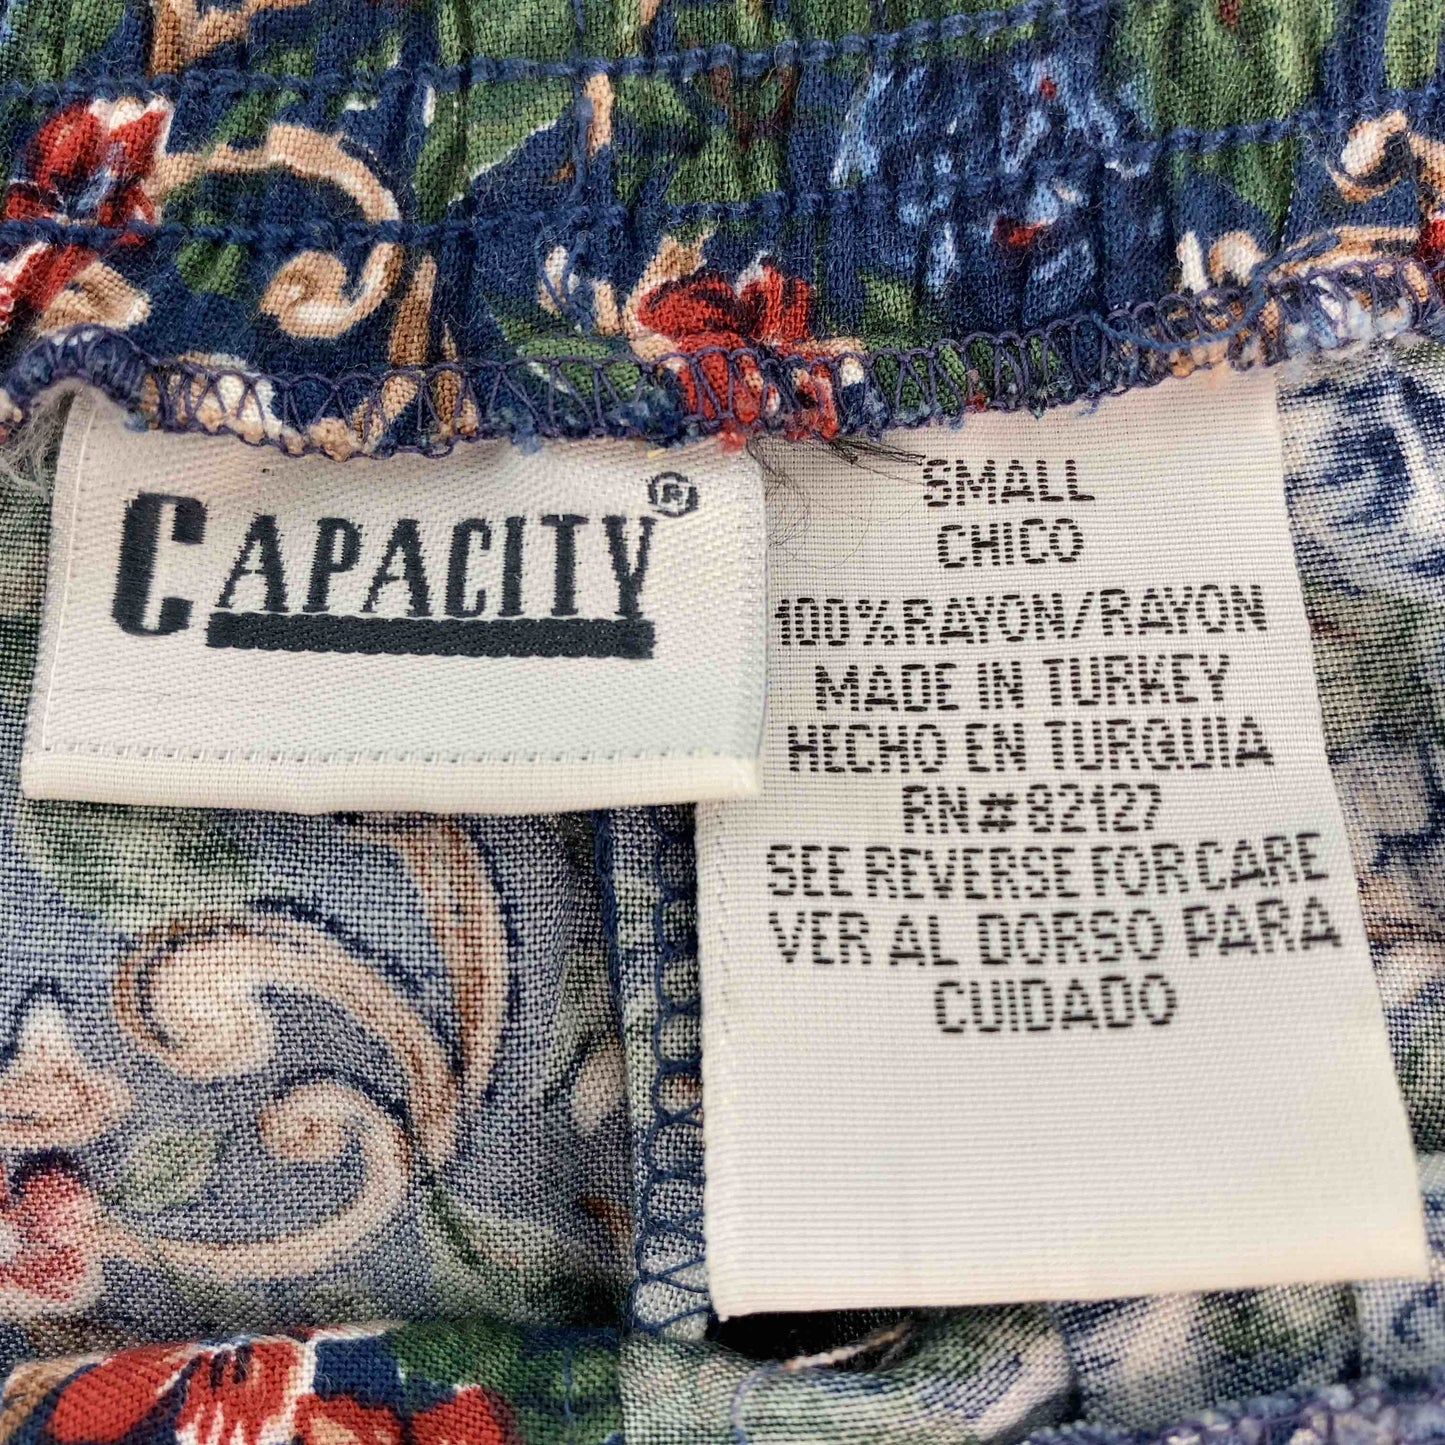 CAPACITY®
SMALL
CHICO
100% RAYON/RAYON
MADE IN TURKEY
HECHO EN TURQUIA
RN#82127
SEE REVERSE FOR CARE
VER AL DORSO PARA
CUIDADO